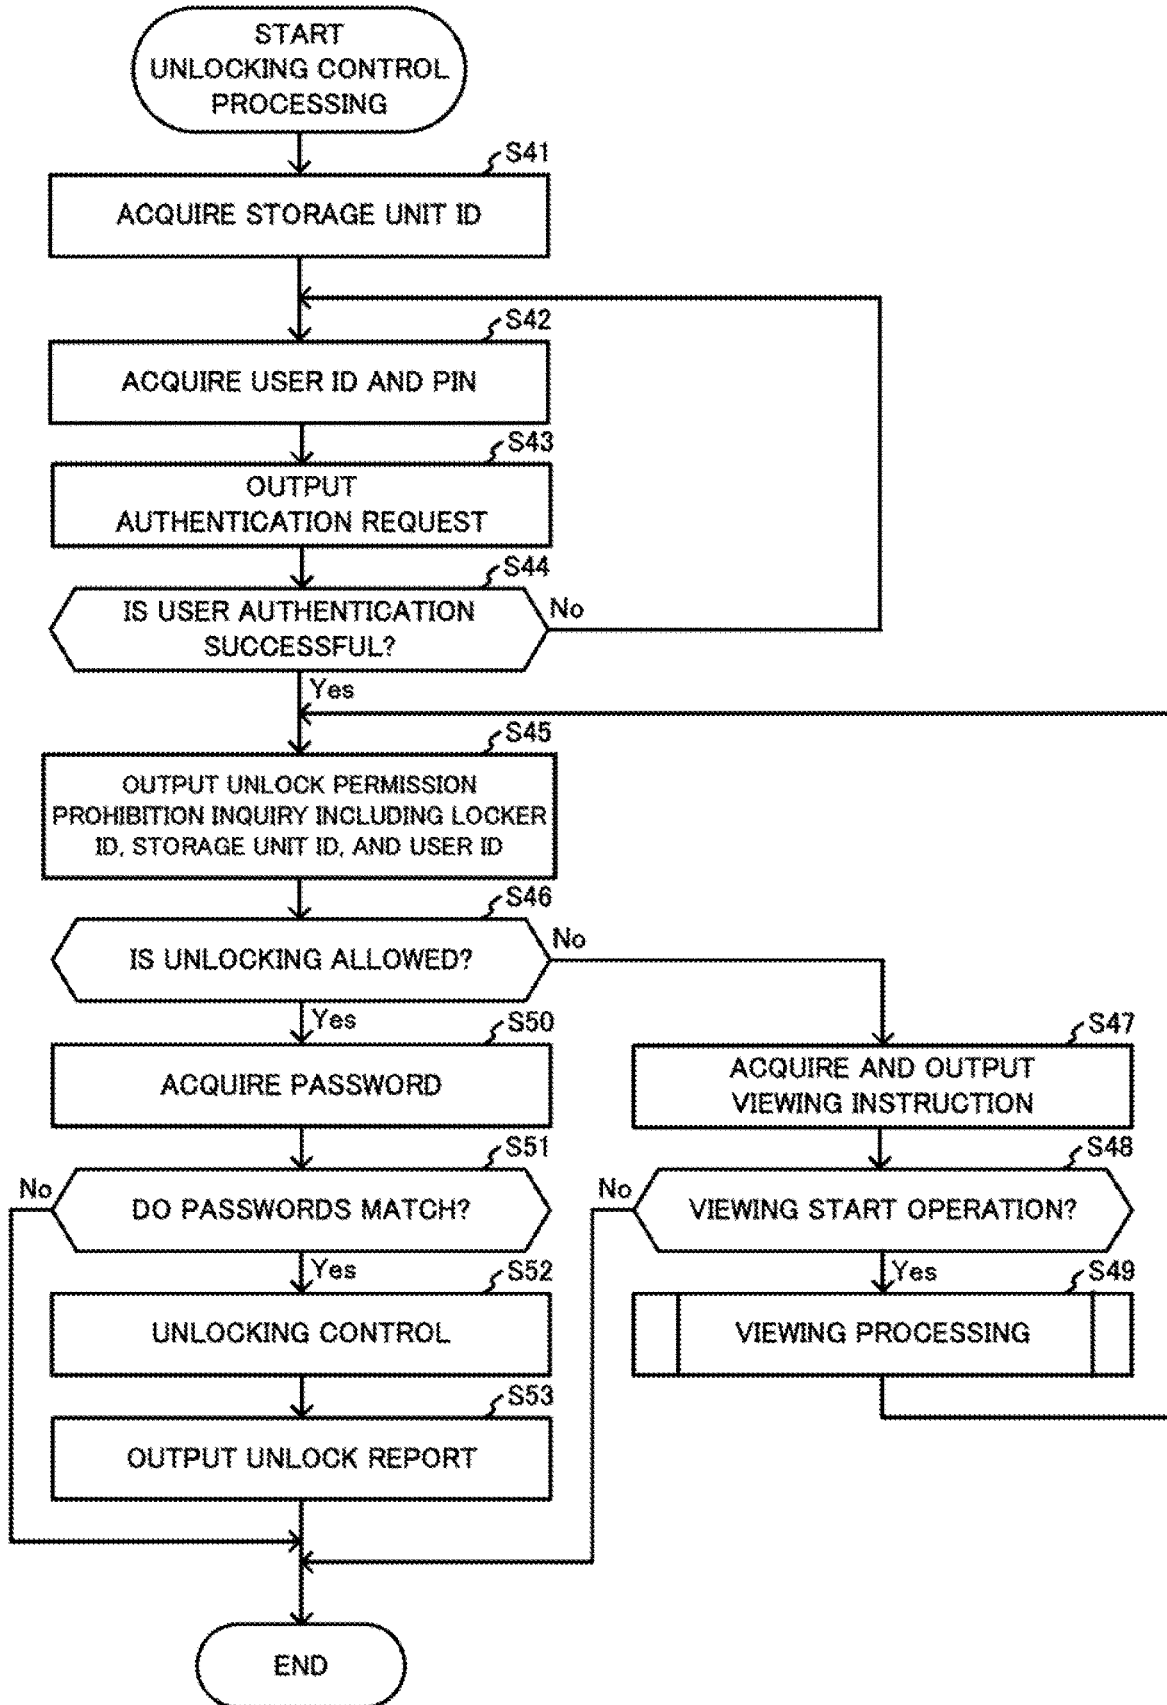 START
UNLOCKING CONTROL
PROCESSING
S41
ACQUIRE STORAGE UNIT ID
S42
ACQUIRE USER ID AND PIN
S43
OUTPUT
AUTHENTICATION REQUEST
S44
IS USER AUTHENTICATION
SUCCESSFUL?
No
Yes
S45
OUTPUT UNLOCK PERMISSION
PROHIBITION INQUIRY INCLUDING LOCKER
ID, STORAGE UNIT ID, AND USER ID
S46
IS UNLOCKING ALLOWED?
No
Yes
S47
ACQUIRE AND OUTPUT
VIEWING INSTRUCTION
S48
VIEWING START OPERATION?
No
Yes
S49
VIEWING PROCESSING
S50
ACQUIRE PASSWORD
S51
DO PASSWORDS MATCH?
No
Yes
S52
UNLOCKING CONTROL
S53
OUTPUT UNLOCK REPORT
END